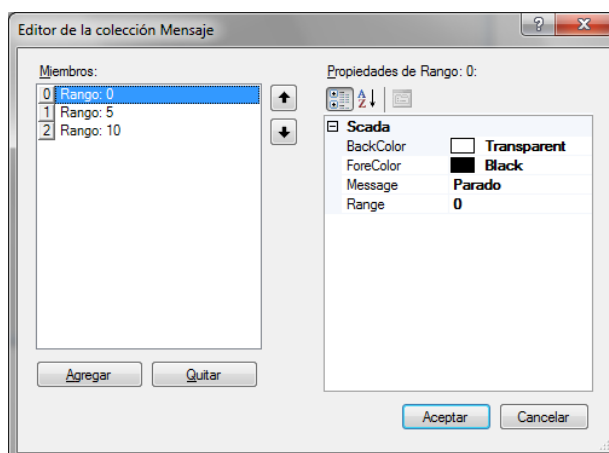 Editor de la colección Mensaje
Miembros:
0 Rango: 0
1 Rango: 5
2 Rango: 10
Agregar
Quitar
Propiedades de Rango: 0:
Scada
BackColor Transparent
ForeColor Black
Message Parado
Range 0
Aceptar
Cancelar